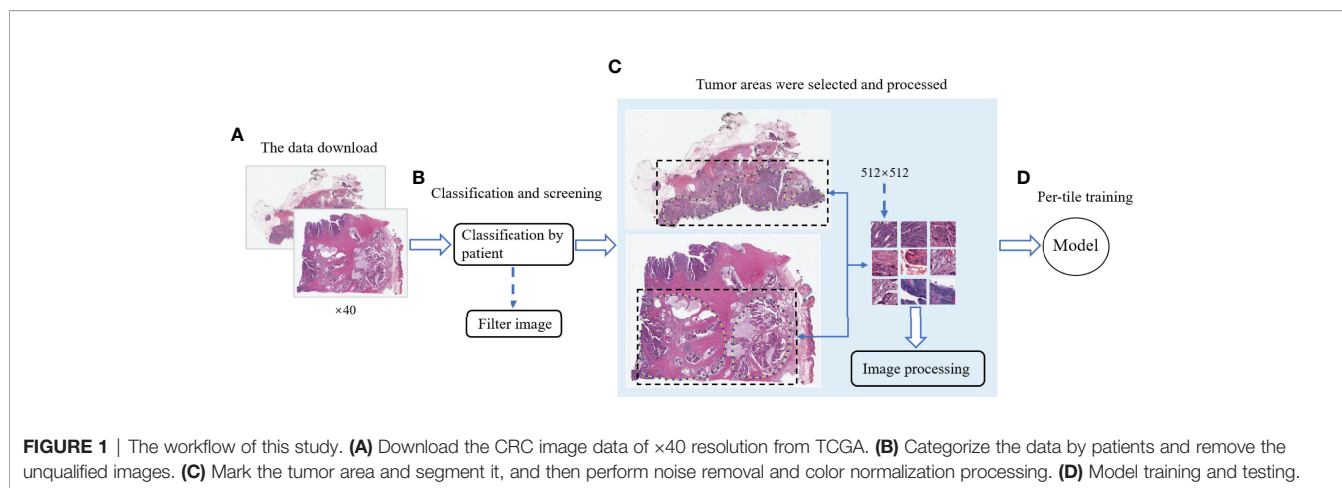 C
Tumor areas were selected and processed
A
The data download
B
Classification and screening
512×512
D
Per-tile training
Classification by
patient
Model
×40
Filter image
Image processing
FIGURE 1 | The workflow of this study. (A) Download the CRC image data of ×40 resolution from TCGA. (B) Categorize the data by patients and remove the
unqualified images. (C) Mark the tumor area and segment it, and then perform noise removal and color normalization processing. (D) Model training and testing.